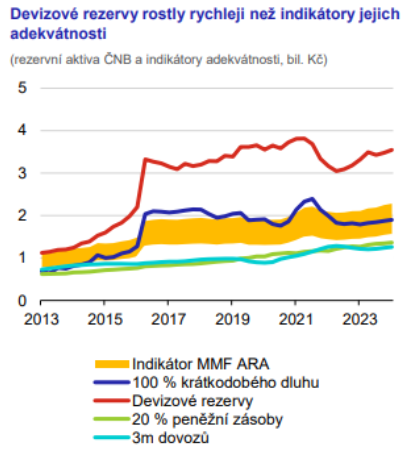 Devizové rezervy rostly rychleji než indikátory jejich
adekvátnosti
(rezervní aktiva ČNB a indikátory adekvátnosti, bil. Kč)
5
4
3
2
1
0
2013 2015 2017 2019 2021 2023
Indikátor MMF ARA
100 % krátkodobého dluhu
Devizové rezervy
20 % peněžní zásoby
3m dovozů